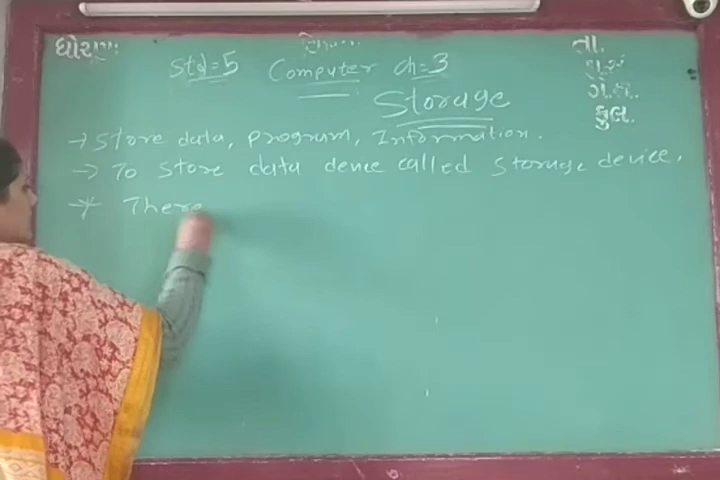 ધોરણ તા.
Std=5 Computer ch=3 હાજર
Storage ગે.હા.
કુલ.
→ Store data, program, Information.
→ To store data device called storage device.
* There